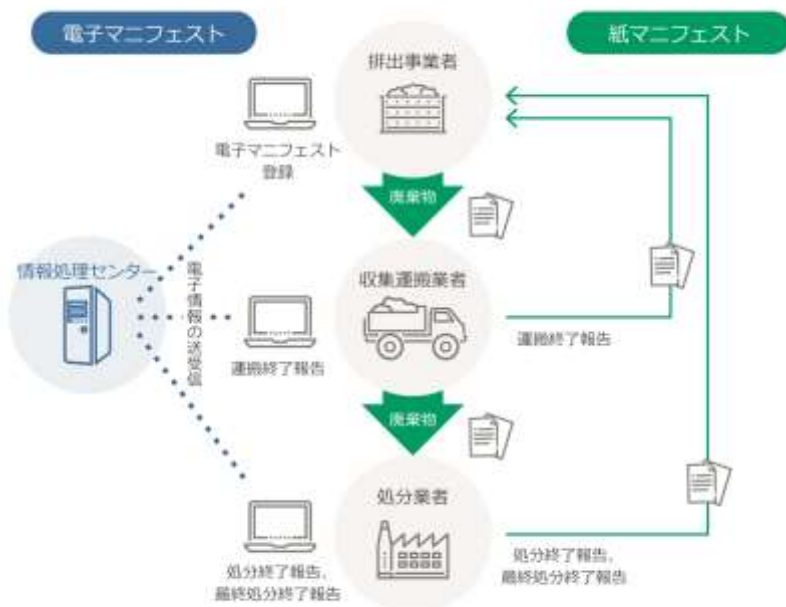 電子マニフェスト
紙マニフェスト
排出事業者
電子マニフェスト
登録
廃棄物
情報処理センター
電子情報の送受信
収集運搬業者
運搬終了報告
運搬終了報告
廃棄物
処分業者
処分終了報告、
最終処分終了報告
処分終了報告、
最終処分終了報告